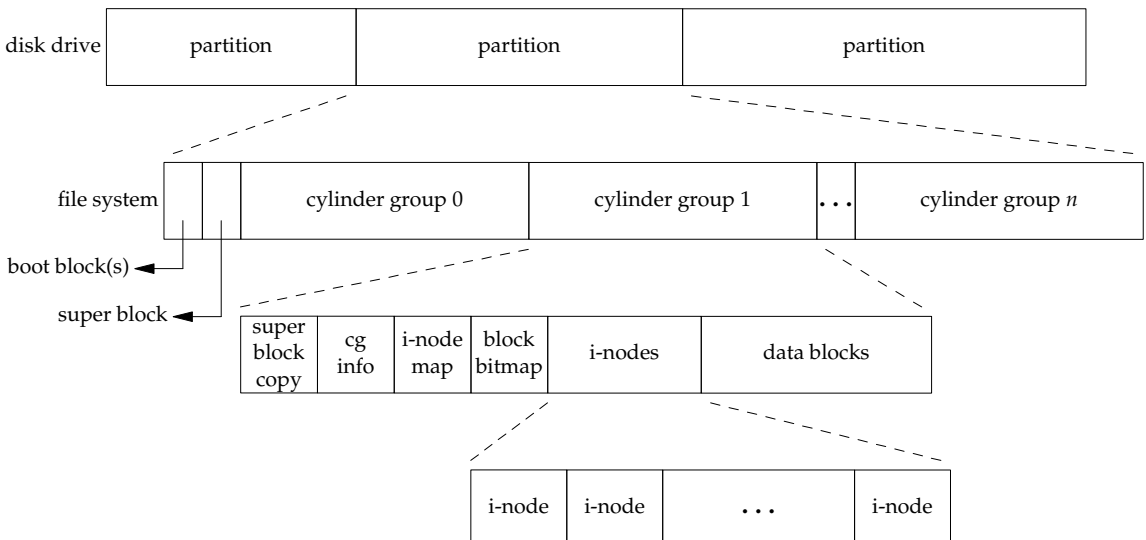 disk drive
partition
partition
partition
file system
cylinder group 0
cylinder group 1
...
cylinder group n
boot block(s)
super block
super
block
copy
cg
info
i-node
map
block
bitmap
i-nodes
data blocks
i-node
i-node
...
i-node